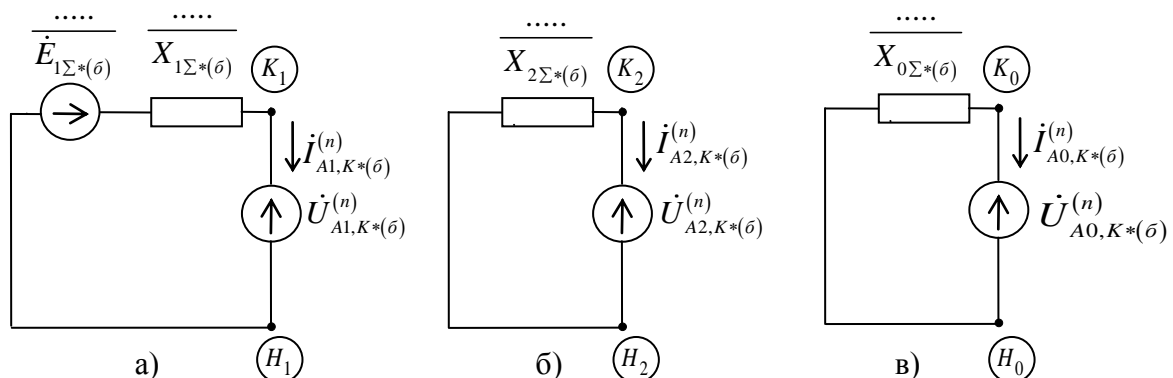 ..... ..... ..... .....
Ė1Σ*(б) X1Σ*(б) K1 X2Σ*(б) K2 X0Σ*(б) K0
İ(n)A1,K*(б) İ(n)A2,K*(б) İ(n)A0,K*(б)
U̇(n)A1,K*(б) U̇(n)A2,K*(б) U̇(n)A0,K*(б)
а) H1 б) H2 в) H0